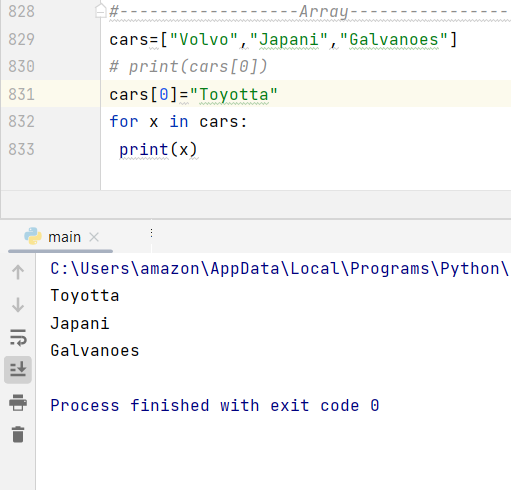 828 #------------------Array-------------------
829 cars=["Volvo","Japani","Galvanoes"]
830 # print(cars[0])
831 cars[0]="Toyotta"
832 for x in cars:
833  print(x)
main
C:\Users\amazon\AppData\Local\Programs\Python\
Toyotta
Japani
Galvanoes
Process finished with exit code 0